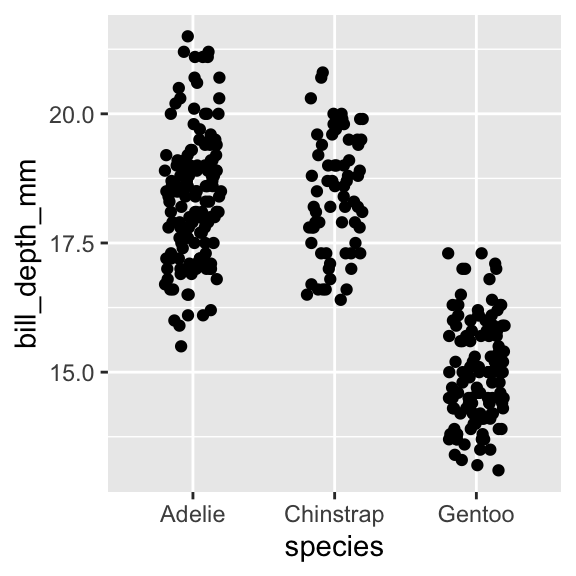 bill_depth_mm
20.0
17.5
15.0
Adelie
Chinstrap
Gentoo
species